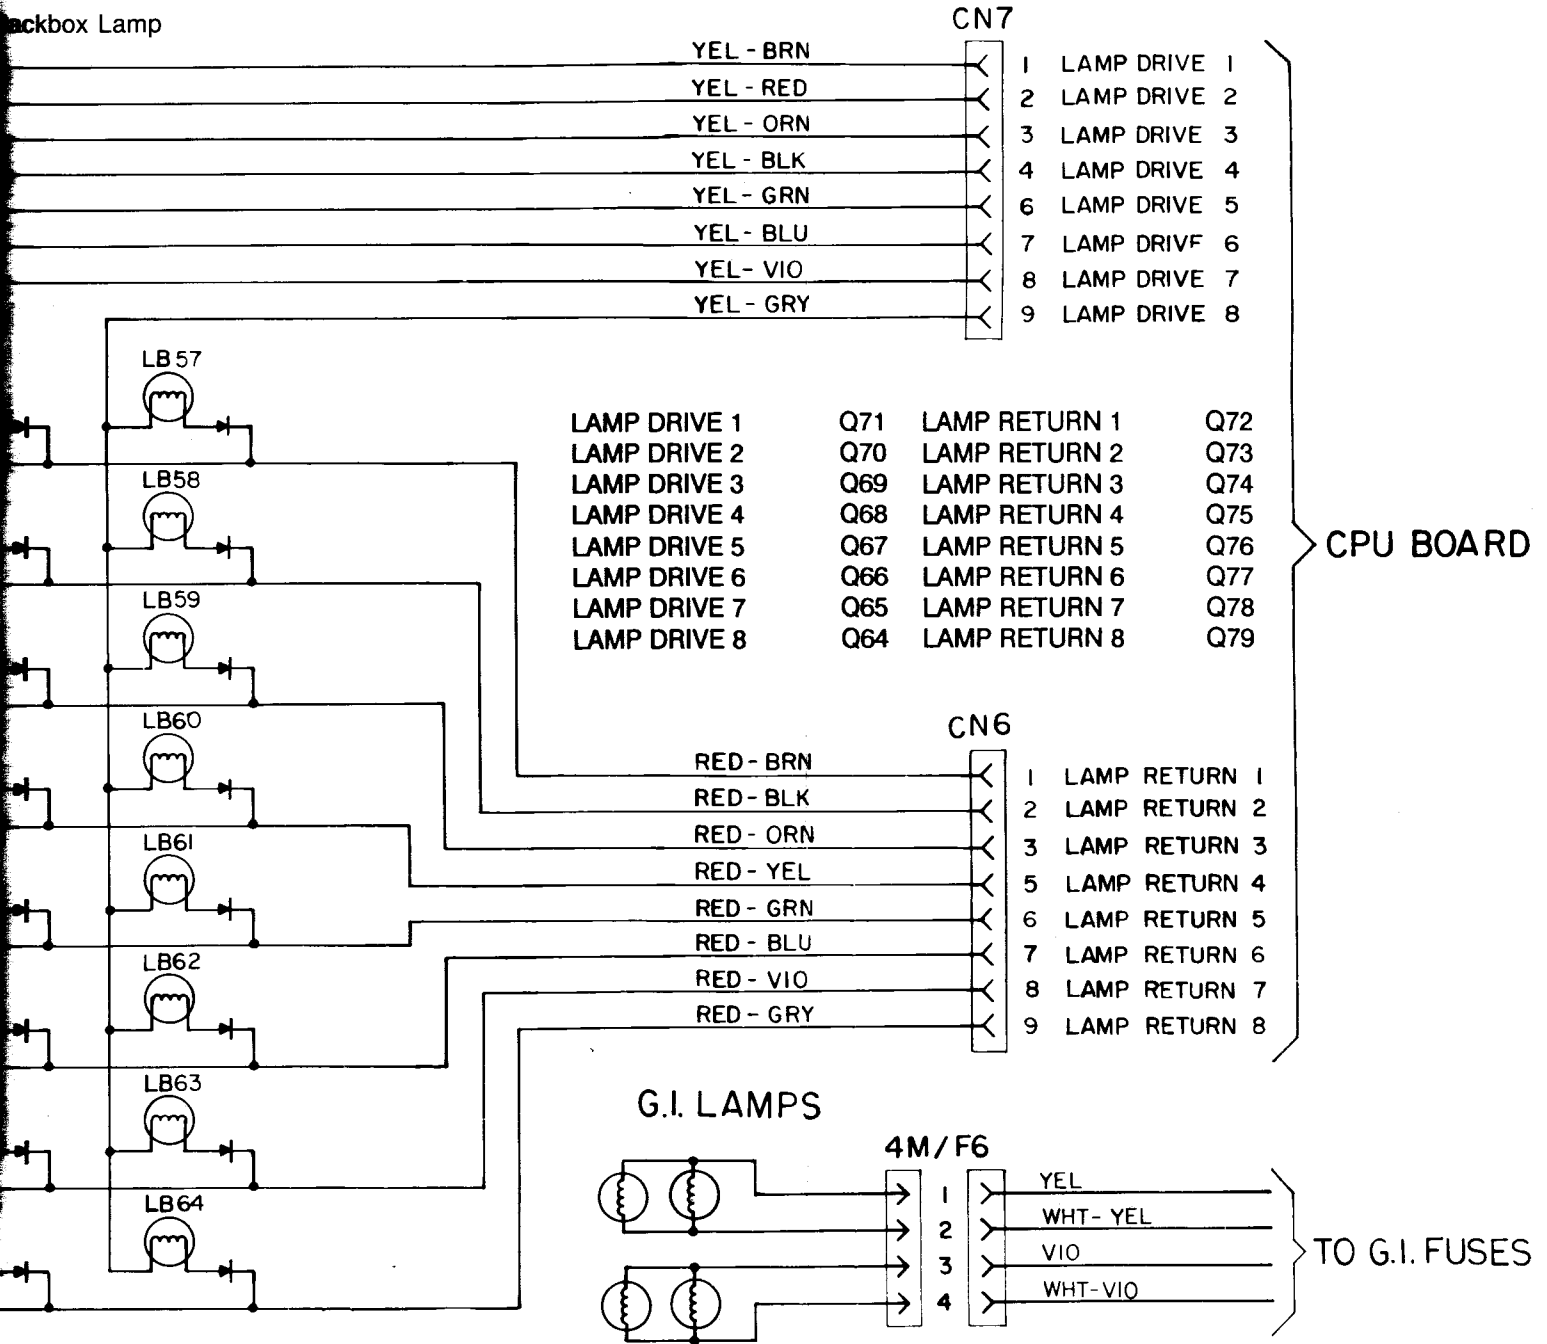 ackbox Lamp
CN7
YEL - BRN 1 LAMP DRIVE 1
YEL - RED 2 LAMP DRIVE 2
YEL - ORN 3 LAMP DRIVE 3
YEL - BLK 4 LAMP DRIVE 4
YEL - GRN 6 LAMP DRIVE 5
YEL - BLU 7 LAMP DRIVE 6
YEL - VIO 8 LAMP DRIVE 7
YEL - GRY 9 LAMP DRIVE 8
LB57
LAMP DRIVE 1 Q71 LAMP RETURN 1 Q72
LAMP DRIVE 2 Q70 LAMP RETURN 2 Q73
LAMP DRIVE 3 Q69 LAMP RETURN 3 Q74
LAMP DRIVE 4 Q68 LAMP RETURN 4 Q75
LAMP DRIVE 5 Q67 LAMP RETURN 5 Q76
LAMP DRIVE 6 Q66 LAMP RETURN 6 Q77
LAMP DRIVE 7 Q65 LAMP RETURN 7 Q78
LAMP DRIVE 8 Q64 LAMP RETURN 8 Q79
CPU BOARD
LB58
LB59
LB60
LB61
LB62
LB63
LB64
CN6
RED - BRN 1 LAMP RETURN 1
RED - BLK 2 LAMP RETURN 2
RED - ORN 3 LAMP RETURN 3
RED - YEL 5 LAMP RETURN 4
RED - GRN 6 LAMP RETURN 5
RED - BLU 7 LAMP RETURN 6
RED - VIO 8 LAMP RETURN 7
RED - GRY 9 LAMP RETURN 8
G.I. LAMPS
4M/F6
1 YEL
2 WHT - YEL
3 VIO
4 WHT - VIO
TO G.I. FUSES